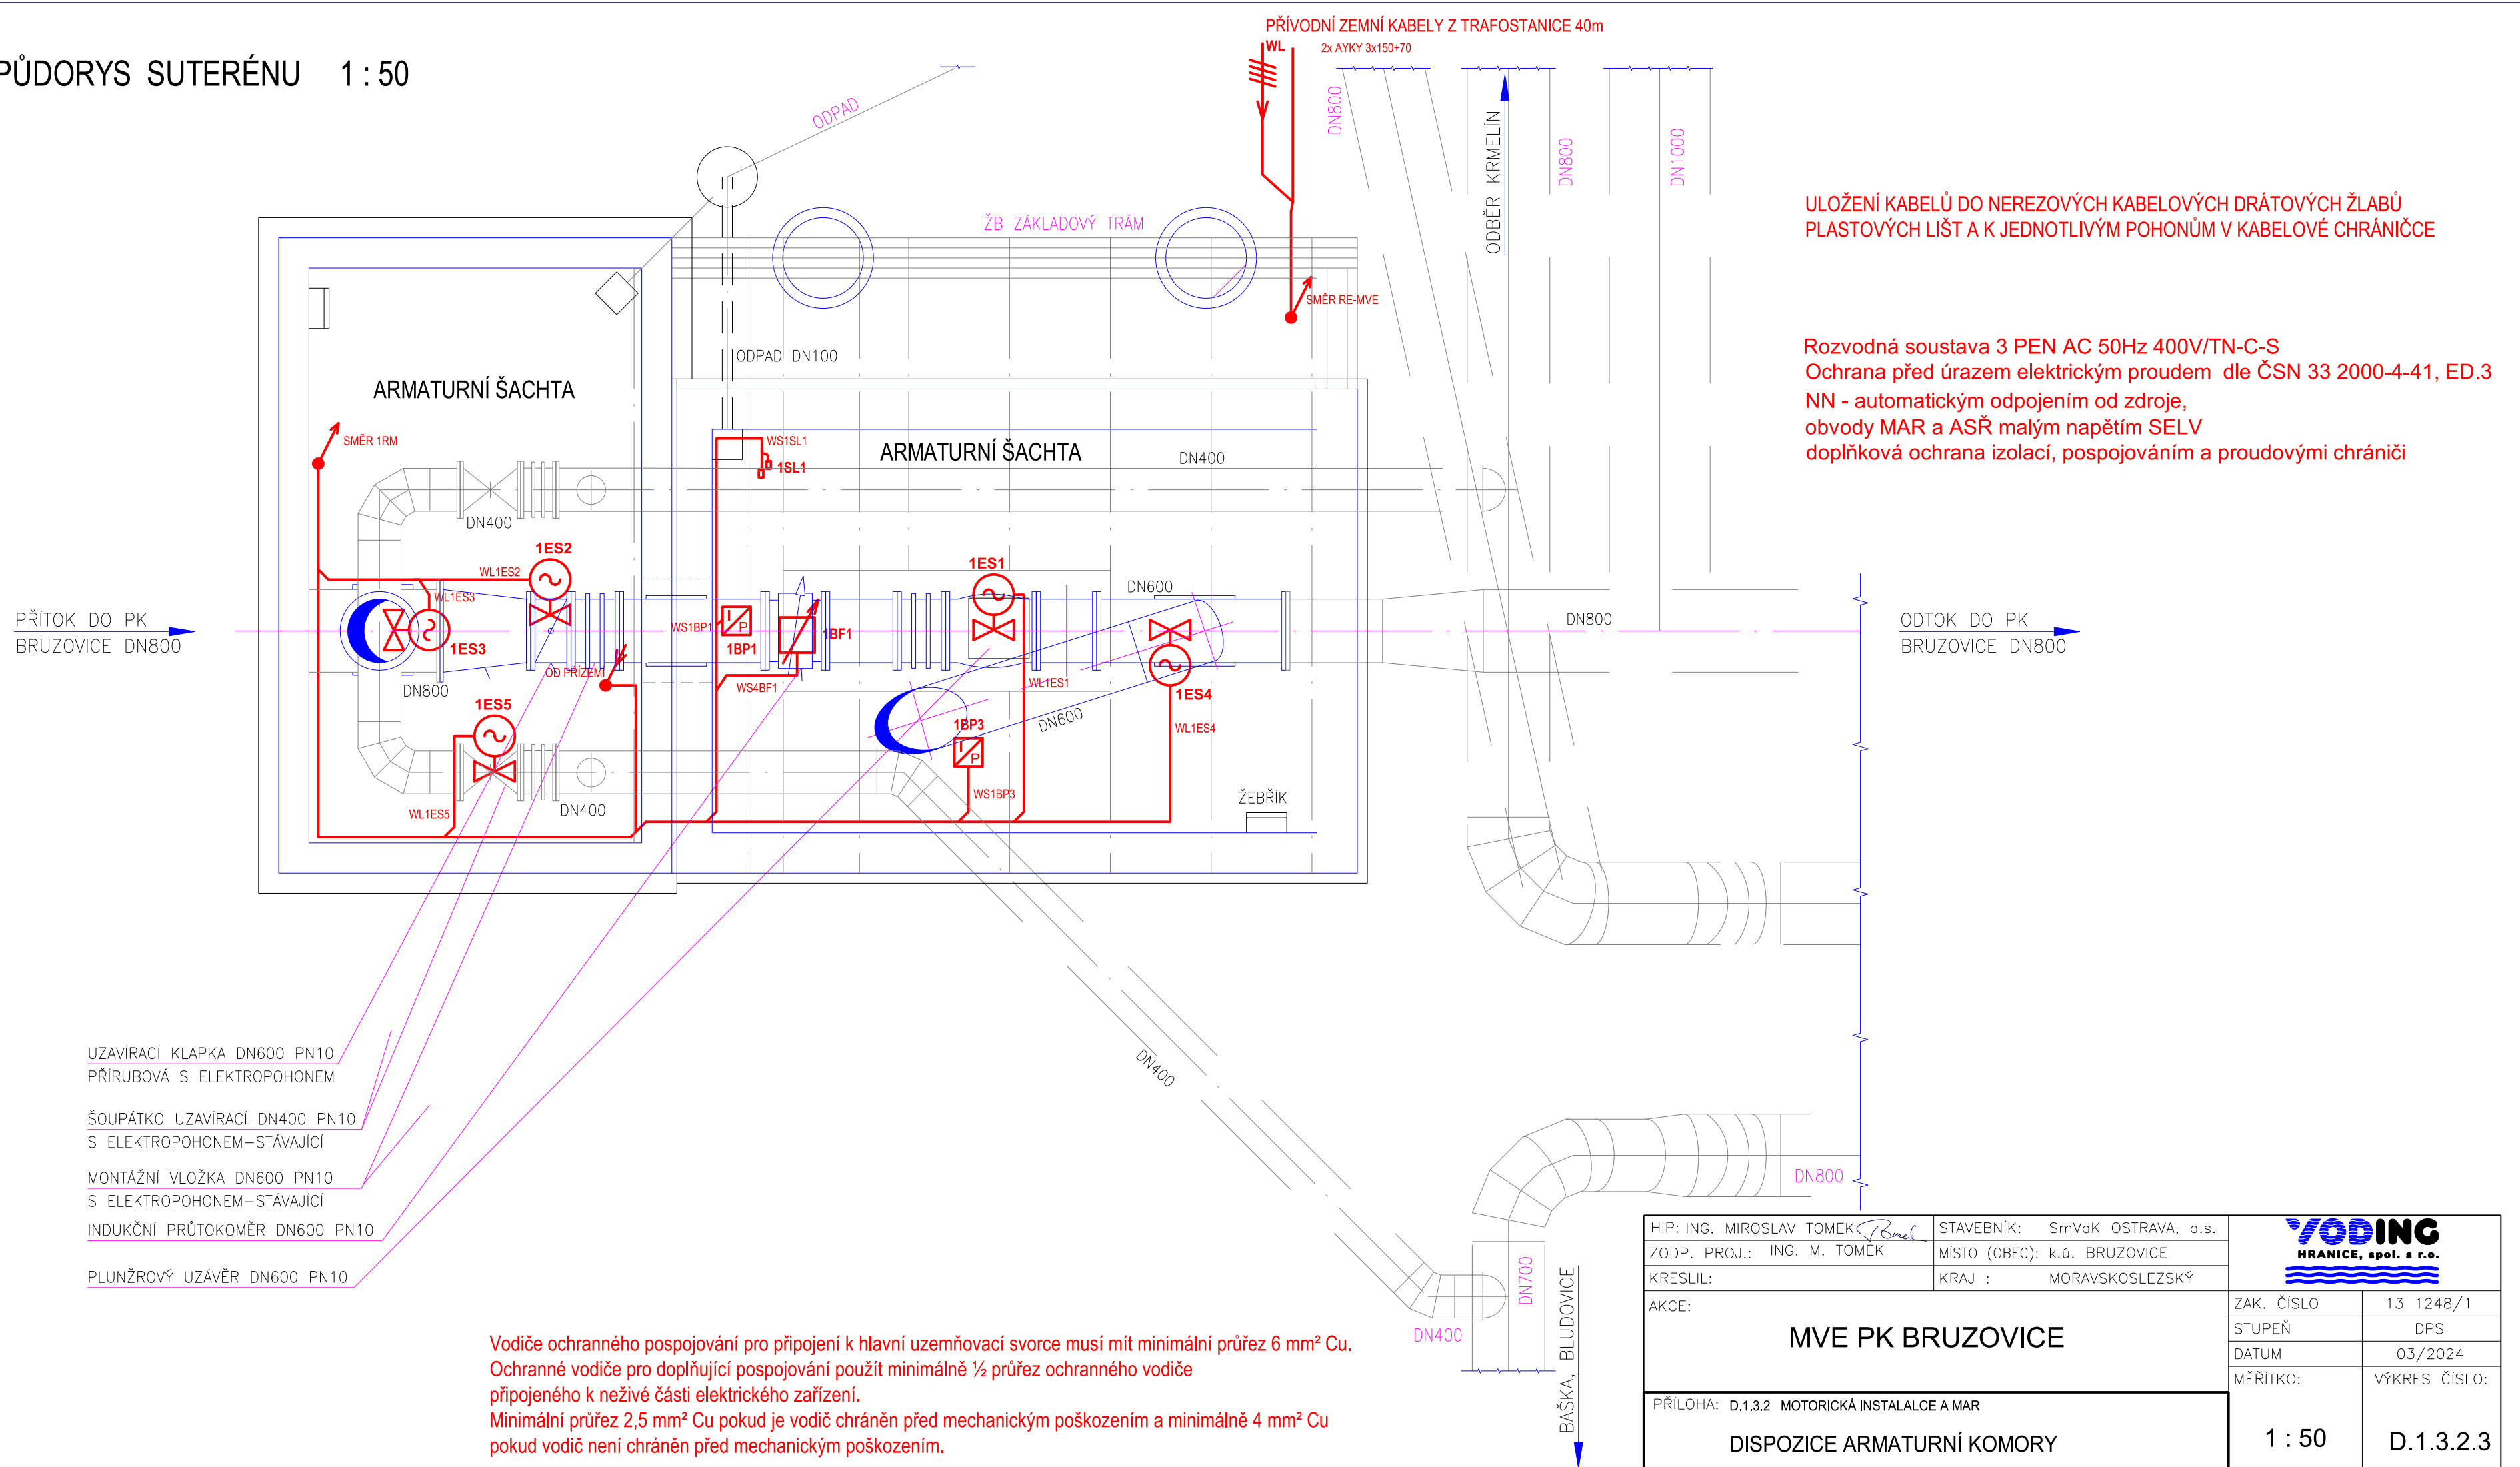 PŘÍVODNÍ ZEMNÍ KABELY Z TRAFOSTANICE 40m
WL
2x AYKY 3x150+70
PŮDORYS SUTERÉNU 1 : 50
ODPAD
DN800
ODBĚR KRMELÍN
DN800
DN1000
ULOŽENÍ KABELŮ DO NEREZOVÝCH KABELOVÝCH DRÁTOVÝCH ŽLABŮ
PLASTOVÝCH LIŠT A K JEDNOTLIVÝM POHONŮM V KABELOVÉ CHRÁNIČCE
ŽB ZÁKLADOVÝ TRÁM
SMĚR RE-MVE
ODPAD DN100
Rozvodná soustava 3 PEN AC 50Hz 400V/TN-C-S
Ochrana před úrazem elektrickým proudem dle ČSN 33 2000-4-41, ED.3
NN - automatickým odpojením od zdroje,
obvody MAR a ASŘ malým napětím SELV
doplňková ochrana izolací, pospojováním a proudovými chrániči
ARMATURNÍ ŠACHTA
SMĚR 1RM
WS1SL1
1SL1
ARMATURNÍ ŠACHTA
DN400
DN400
1ES2
WL1ES2
WL1ES3
1ES3
1ES1
DN600
PŘÍTOK DO PK
BRUZOVICE DN800
WS1BP1
I
P
1BP1
1BF1
DN800
ODTOK DO PK
BRUZOVICE DN800
OD PŘÍZEMÍ
DN800
WS4BF1
WL1ES1
1ES4
1ES5
1BP3
I
P
DN600
WL1ES4
WS1BP3
WL1ES5
DN400
ŽEBŘÍK
UZAVÍRACÍ KLAPKA DN600 PN10
PŘÍRUBOVÁ S ELEKTROPOHONEM
ŠOUPÁTKO UZAVÍRACÍ DN400 PN10
S ELEKTROPOHONEM-STÁVAJÍCÍ
MONTÁŽNÍ VLOŽKA DN600 PN10
S ELEKTROPOHONEM-STÁVAJÍCÍ
INDUKČNÍ PRŮTOKOMĚR DN600 PN10
PLUNŽROVÝ UZÁVĚR DN600 PN10
DN400
DN800
DN700
DN400
BAŠKA, BLUDOVICE
Vodiče ochranného pospojování pro připojení k hlavní uzemňovací svorce musí mít minimální průřez 6 mm² Cu.
Ochranné vodiče pro doplňující pospojování použít minimálně ½ průřez ochranného vodiče
připojeného k neživé části elektrického zařízení.
Minimální průřez 2,5 mm² Cu pokud je vodič chráněn před mechanickým poškození a minimálně 4 mm² Cu
pokud vodič není chráněn před mechanickým poškozením.
HIP: ING. MIROSLAV TOMEK Tomek
STAVEBNÍK: SmVaK OSTRAVA, a.s.
ZODP. PROJ.: ING. M. TOMEK
MÍSTO (OBEC): k.ú. BRUZOVICE
KRESLIL:
KRAJ : MORAVSKOSLEZSKÝ
VODING
HRANICE, spol. s r.o.
AKCE:
MVE PK BRUZOVICE
ZAK. ČÍSLO 13 1248/1
STUPEŇ DPS
DATUM 03/2024
MĚŘÍTKO: VÝKRES ČÍSLO:
1 : 50 D.1.3.2.3
PŘÍLOHA: D.1.3.2 MOTORICKÁ INSTALALCE A MAR
DISPOZICE ARMATURNÍ KOMORY